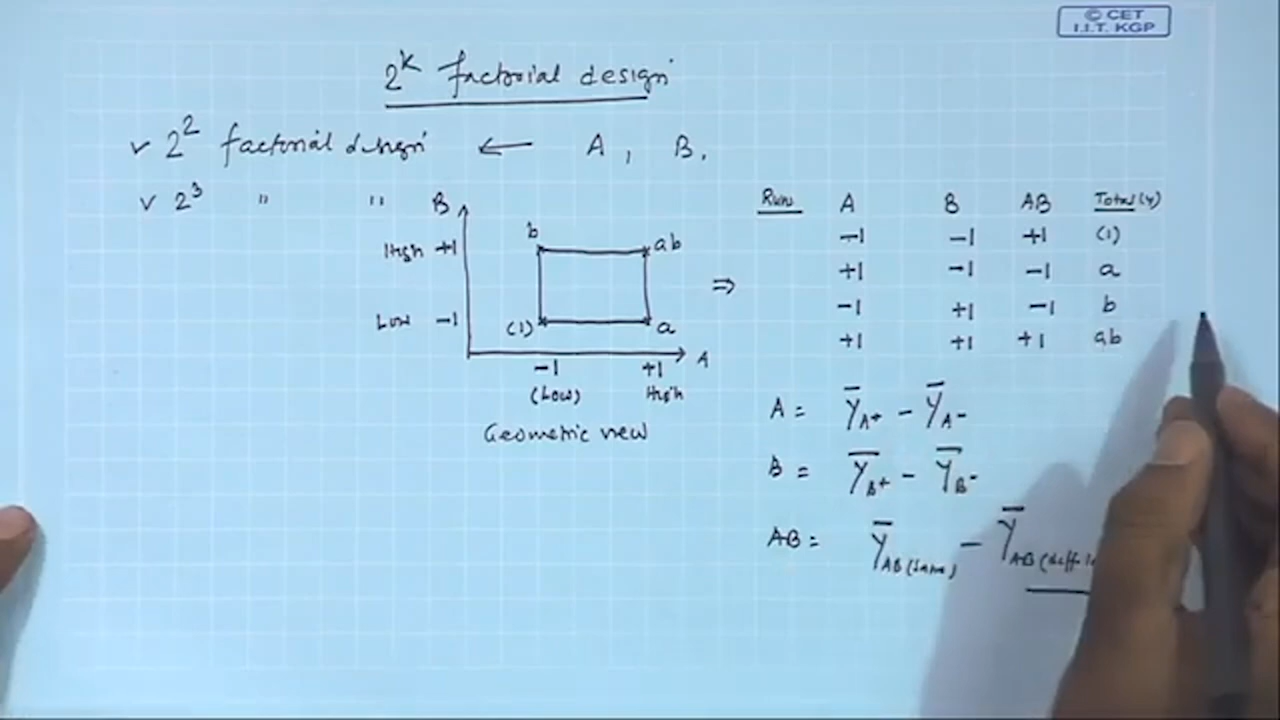 © CET
I.I.T. KGP
2^k factorial design
✓ 2^2 factorial design ← A, B.
✓ 2^3 " "
B
High +1
Low -1
b
ab
(1)
a
A
-1
(Low)
+1
High
Geometric view
⇒
Run A B AB Total (Y)
-1 -1 +1 (1)
+1 -1 -1 a
-1 +1 -1 b
+1 +1 +1 ab
A = Ȳ_A+ - Ȳ_A-
B = Ȳ_B+ - Ȳ_B-
AB = Ȳ_AB(same) - Ȳ_AB